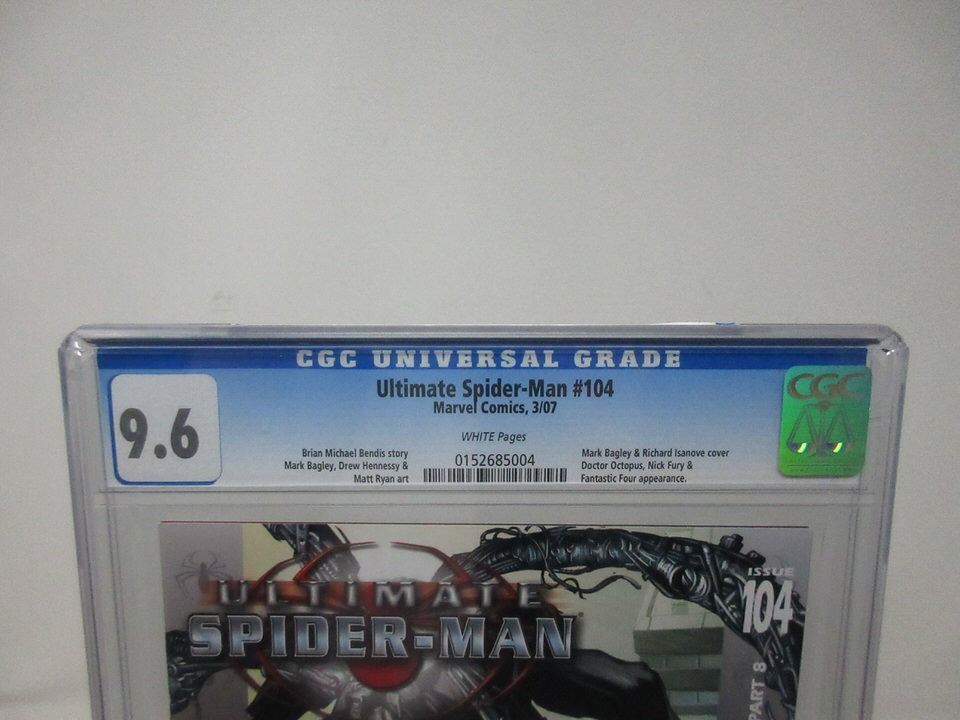 CGC UNIVERSAL GRADE
9.6
Ultimate Spider-Man #104
Marvel Comics, 3/07
WHITE Pages
Brian Michael Bendis story
Mark Bagley, Drew Hennessy &
Matt Ryan art
0152685004
Mark Bagley & Richard Isanove cover
Doctor Octopus, Nick Fury &
Fantastic Four appearance.
CGC
ULTIMATE
SPIDER-MAN
ISSUE
104
PART 8